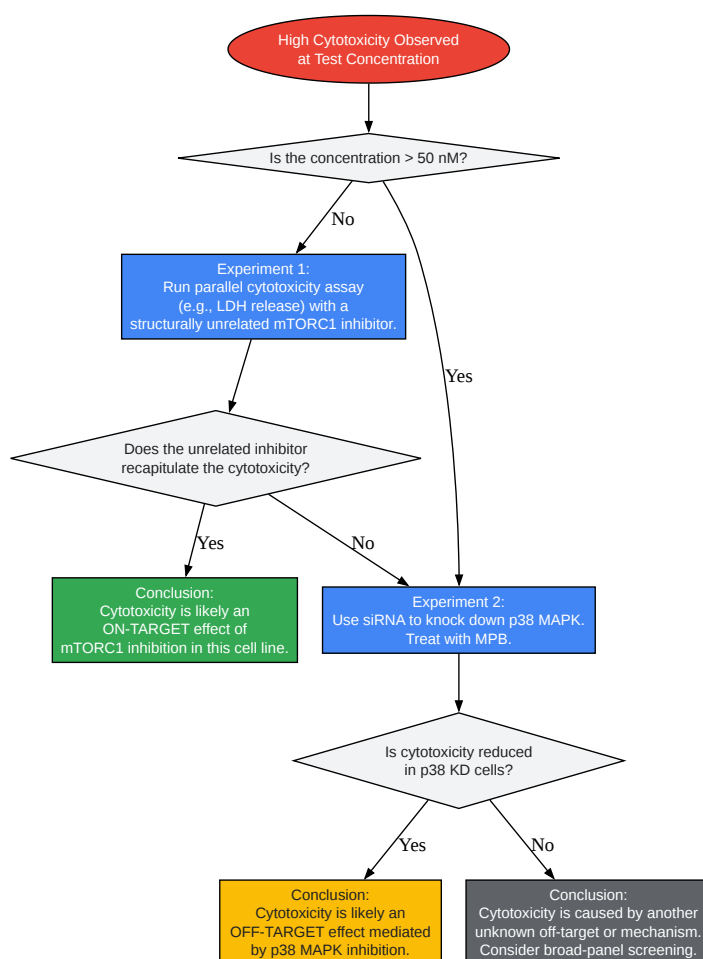 High Cytotoxicity Observed
at Test Concentration
Is the concentration > 50 nM?
No
Experiment 1:
Run parallel cytotoxicity assay
(e.g., LDH release) with a
structurally unrelated mTORC1 inhibitor.
Yes
Does the unrelated inhibitor
recapitulate the cytotoxicity?
Yes
No
Conclusion:
Cytotoxicity is likely an
ON-TARGET effect of
mTORC1 inhibition in this cell line.
Experiment 2:
Use siRNA to knock down p38 MAPK.
Treat with MPB.
Is cytotoxicity reduced
in p38 KD cells?
Yes
No
Conclusion:
Cytotoxicity is likely an
OFF-TARGET effect mediated
by p38 MAPK inhibition.
Conclusion:
Cytotoxicity is caused by another
unknown off-target or mechanism.
Consider broad-panel screening.